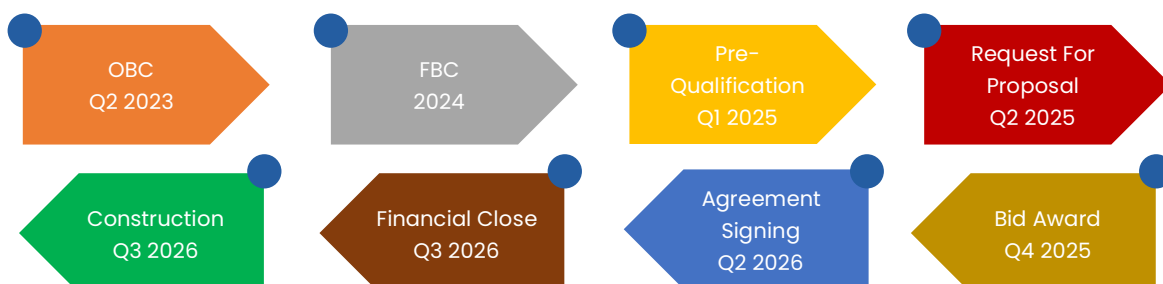 OBC
Q2 2023
FBC
2024
Pre-
Qualification
Q1 2025
Request For
Proposal
Q2 2025
Construction
Q3 2026
Financial Close
Q3 2026
Agreement
Signing
Q2 2026
Bid Award
Q4 2025